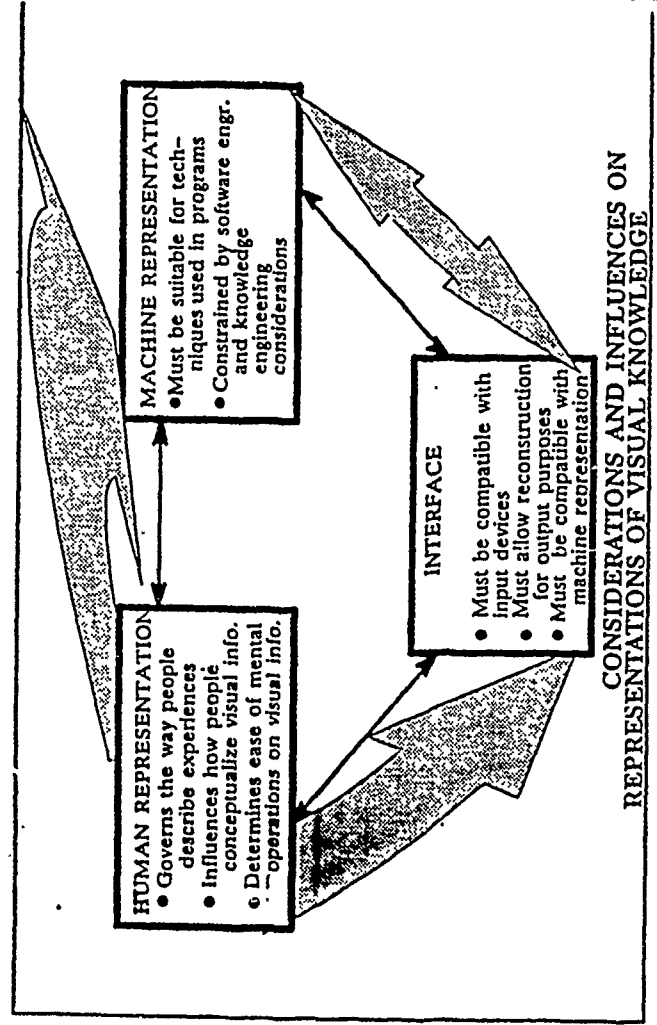 HUMAN REPRESENTATION
● Governs the way people
describe experiences
● Influences how people
conceptualize visual info.
● Determines ease of mental
operations on visual info.
MACHINE REPRESENTATION
● Must be suitable for tech–
niques used in programs
● Constrained by software engr.
and knowledge
engineering
considerations
INTERFACE
● Must be compatible with
input devices
● Must allow reconstruction
for output purposes
● Must be compatible with
machine representation
CONSIDERATIONS AND INFLUENCES ON
REPRESENTATIONS OF VISUAL KNOWLEDGE